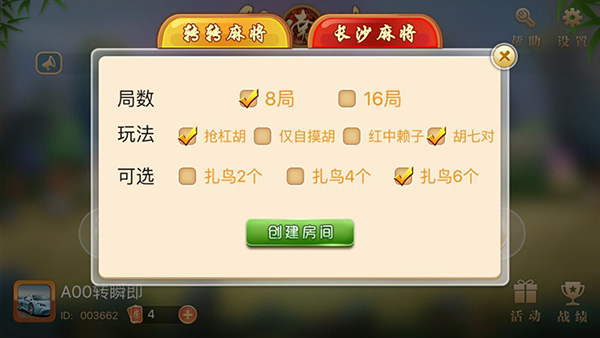 转转麻将 长沙麻将
帮助 设置
局数 8局 16局
玩法 抢杠胡 仅自摸胡 红中赖子 胡七对
可选 扎鸟2个 扎鸟4个 扎鸟6个
创建房间
A00转瞬即
ID: 003662 4
活动 战绩